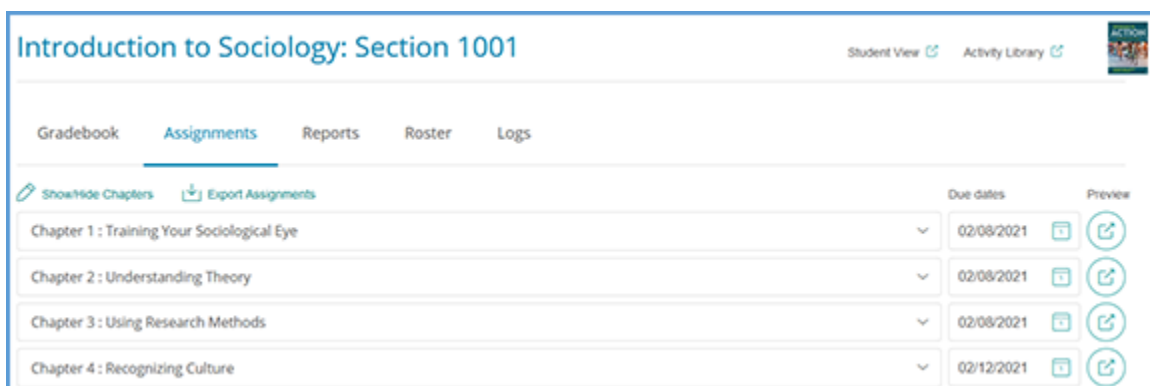 Introduction to Sociology: Section 1001
Student View Activity Library
ACTION
Gradebook Assignments Reports Roster Logs
Show/Hide Chapters Export Assignments Due dates Preview
Chapter 1 : Training Your Sociological Eye 02/08/2021
Chapter 2 : Understanding Theory 02/08/2021
Chapter 3 : Using Research Methods 02/08/2021
Chapter 4 : Recognizing Culture 02/12/2021